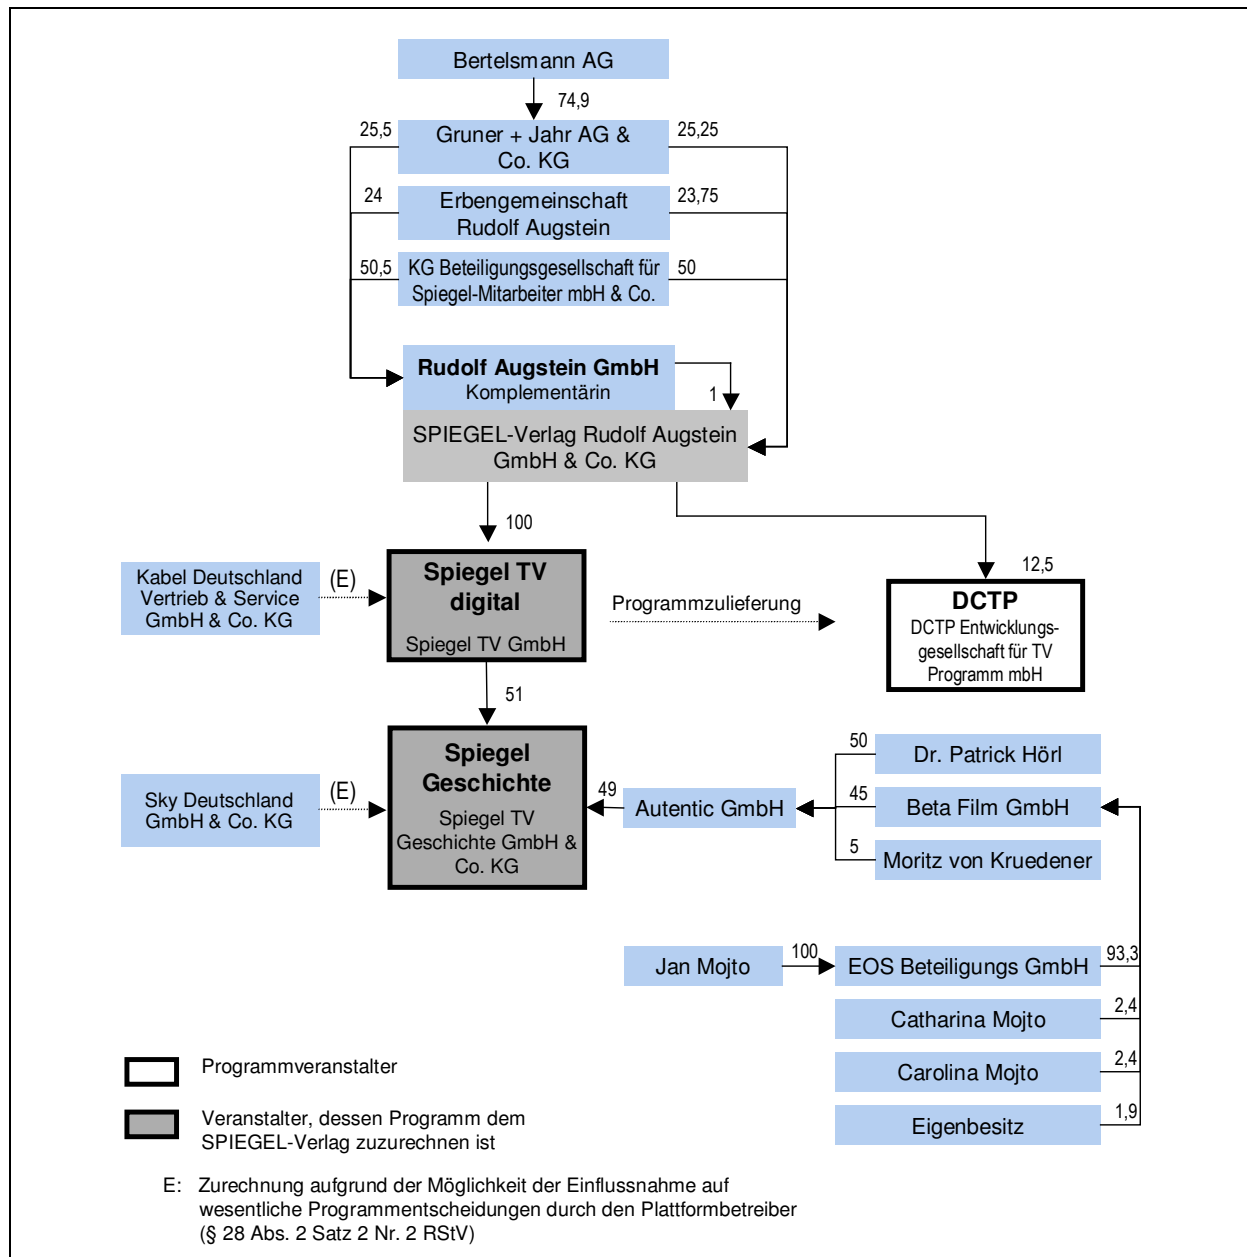 Bertelsmann AG
74,9
25,5
Gruner + Jahr AG &
Co. KG
25,25
24
Erbengemeinschaft
Rudolf Augstein
23,75
50,5
KG Beteiligungsgesellschaft für
Spiegel-Mitarbeiter mbH & Co.
50
Rudolf Augstein GmbH
Komplementärin
1
SPIEGEL-Verlag Rudolf Augstein
GmbH & Co. KG
100
12,5
Kabel Deutschland
Vertrieb & Service
GmbH & Co. KG
(E)
Spiegel TV
digital
Spiegel TV GmbH
Programmzulieferung
DCTP
DCTP Entwicklungs-
gesellschaft für TV
Programm mbH
51
Sky Deutschland
GmbH & Co. KG
(E)
Spiegel
Geschichte
Spiegel TV
Geschichte GmbH &
Co. KG
49
Autentic GmbH
50
Dr. Patrick Hörl
45
Beta Film GmbH
5
Moritz von Kruedener
Jan Mojto
100
EOS Beteiligungs GmbH
93,3
Catharina Mojto
2,4
Carolina Mojto
2,4
Eigenbesitz
1,9
Programmveranstalter
Veranstalter, dessen Programm dem
SPIEGEL-Verlag zuzurechnen ist
E: Zurechnung aufgrund der Möglichkeit der Einflussnahme auf
wesentliche Programmentscheidungen durch den Plattformbetreiber
(§ 28 Abs. 2 Satz 2 Nr. 2 RStV)